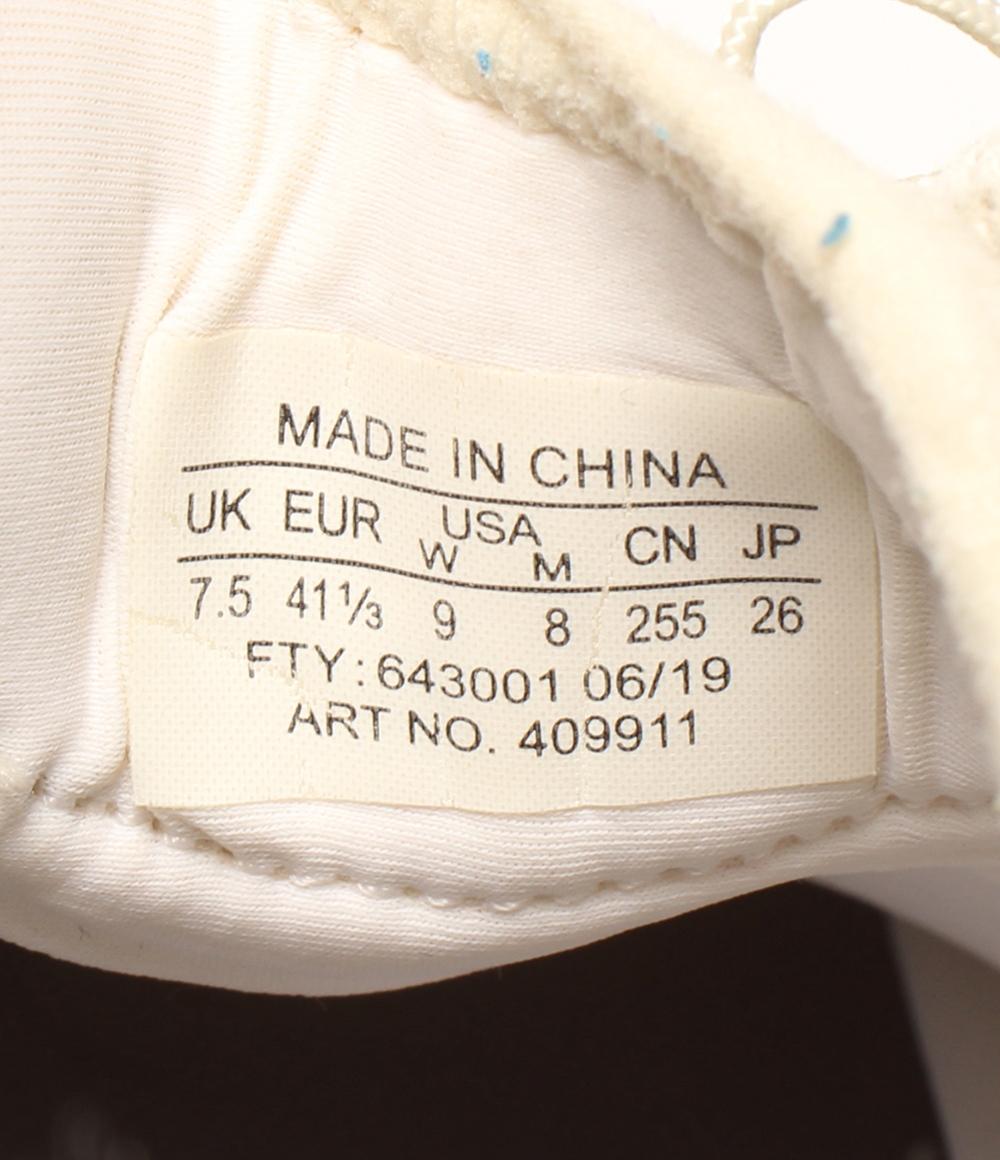 MADE IN CHINA
UK EUR USA CN JP
W M
7.5 41⅓ 9 8 255 26
FTY: 643001 06/19
ART NO. 409911